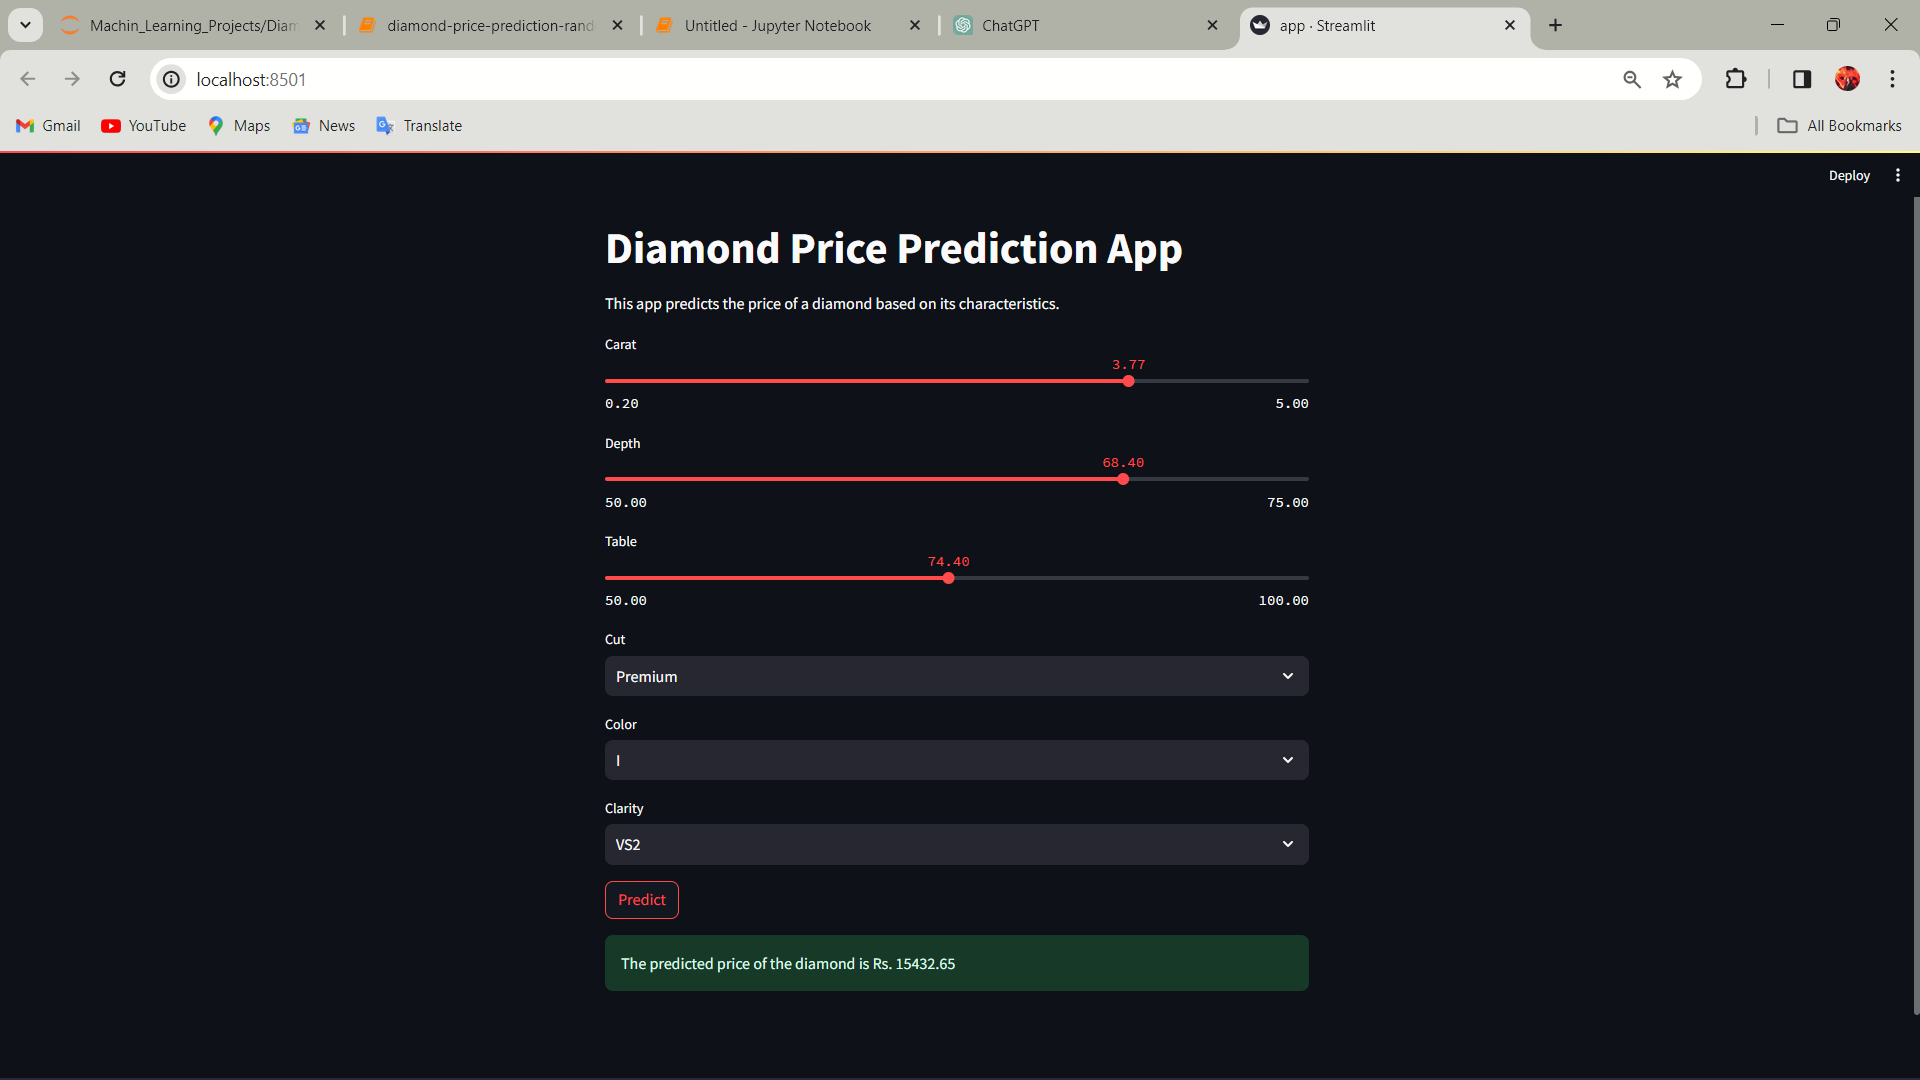 Machin_Learning_Projects/Diam
diamond-price-prediction-rand
Untitled - Jupyter Notebook
ChatGPT
app · Streamlit
localhost:8501
Gmail
YouTube
Maps
News
Translate
All Bookmarks
Deploy
Diamond Price Prediction App
This app predicts the price of a diamond based on its characteristics.
Carat
3.77
0.20
5.00
Depth
68.40
50.00
75.00
Table
74.40
50.00
100.00
Cut
Premium
Color
I
Clarity
VS2
Predict
The predicted price of the diamond is Rs. 15432.65